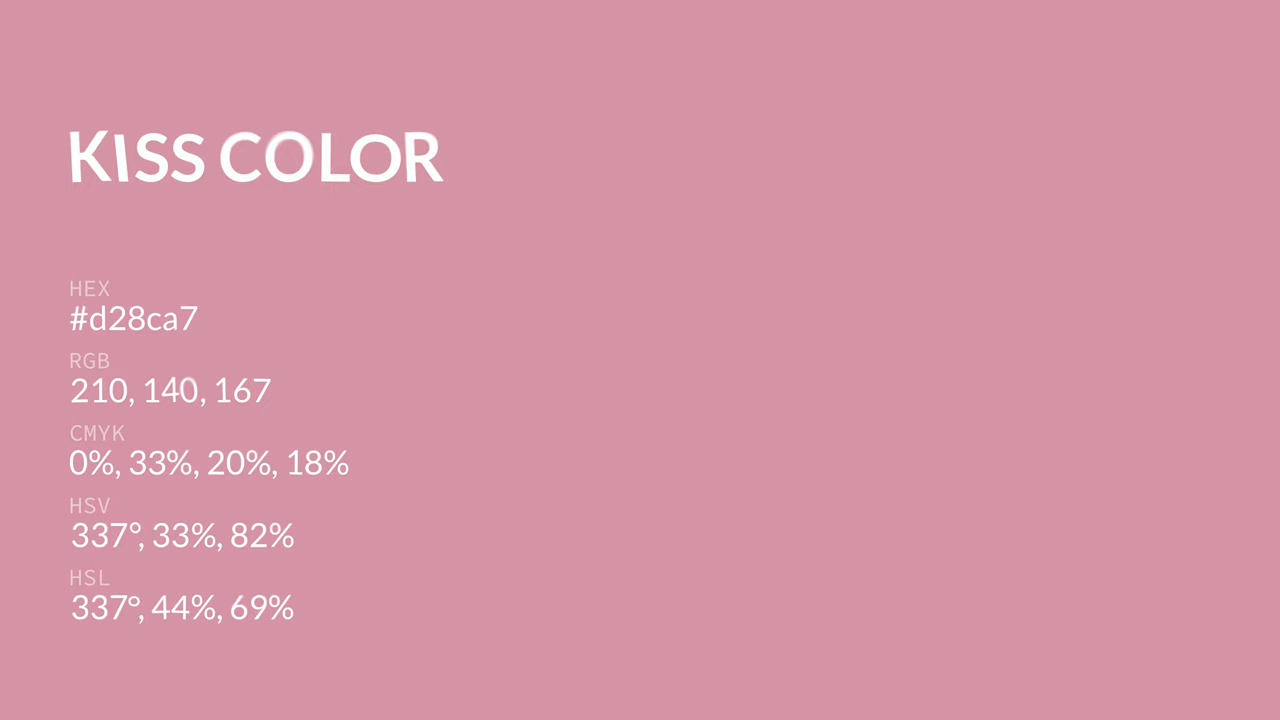 KISS COLOR
HEX
#d28ca7
RGB
210, 140, 167
CMYK
0%, 33%, 20%, 18%
HSV
337°, 33%, 82%
HSL
337°, 44%, 69%